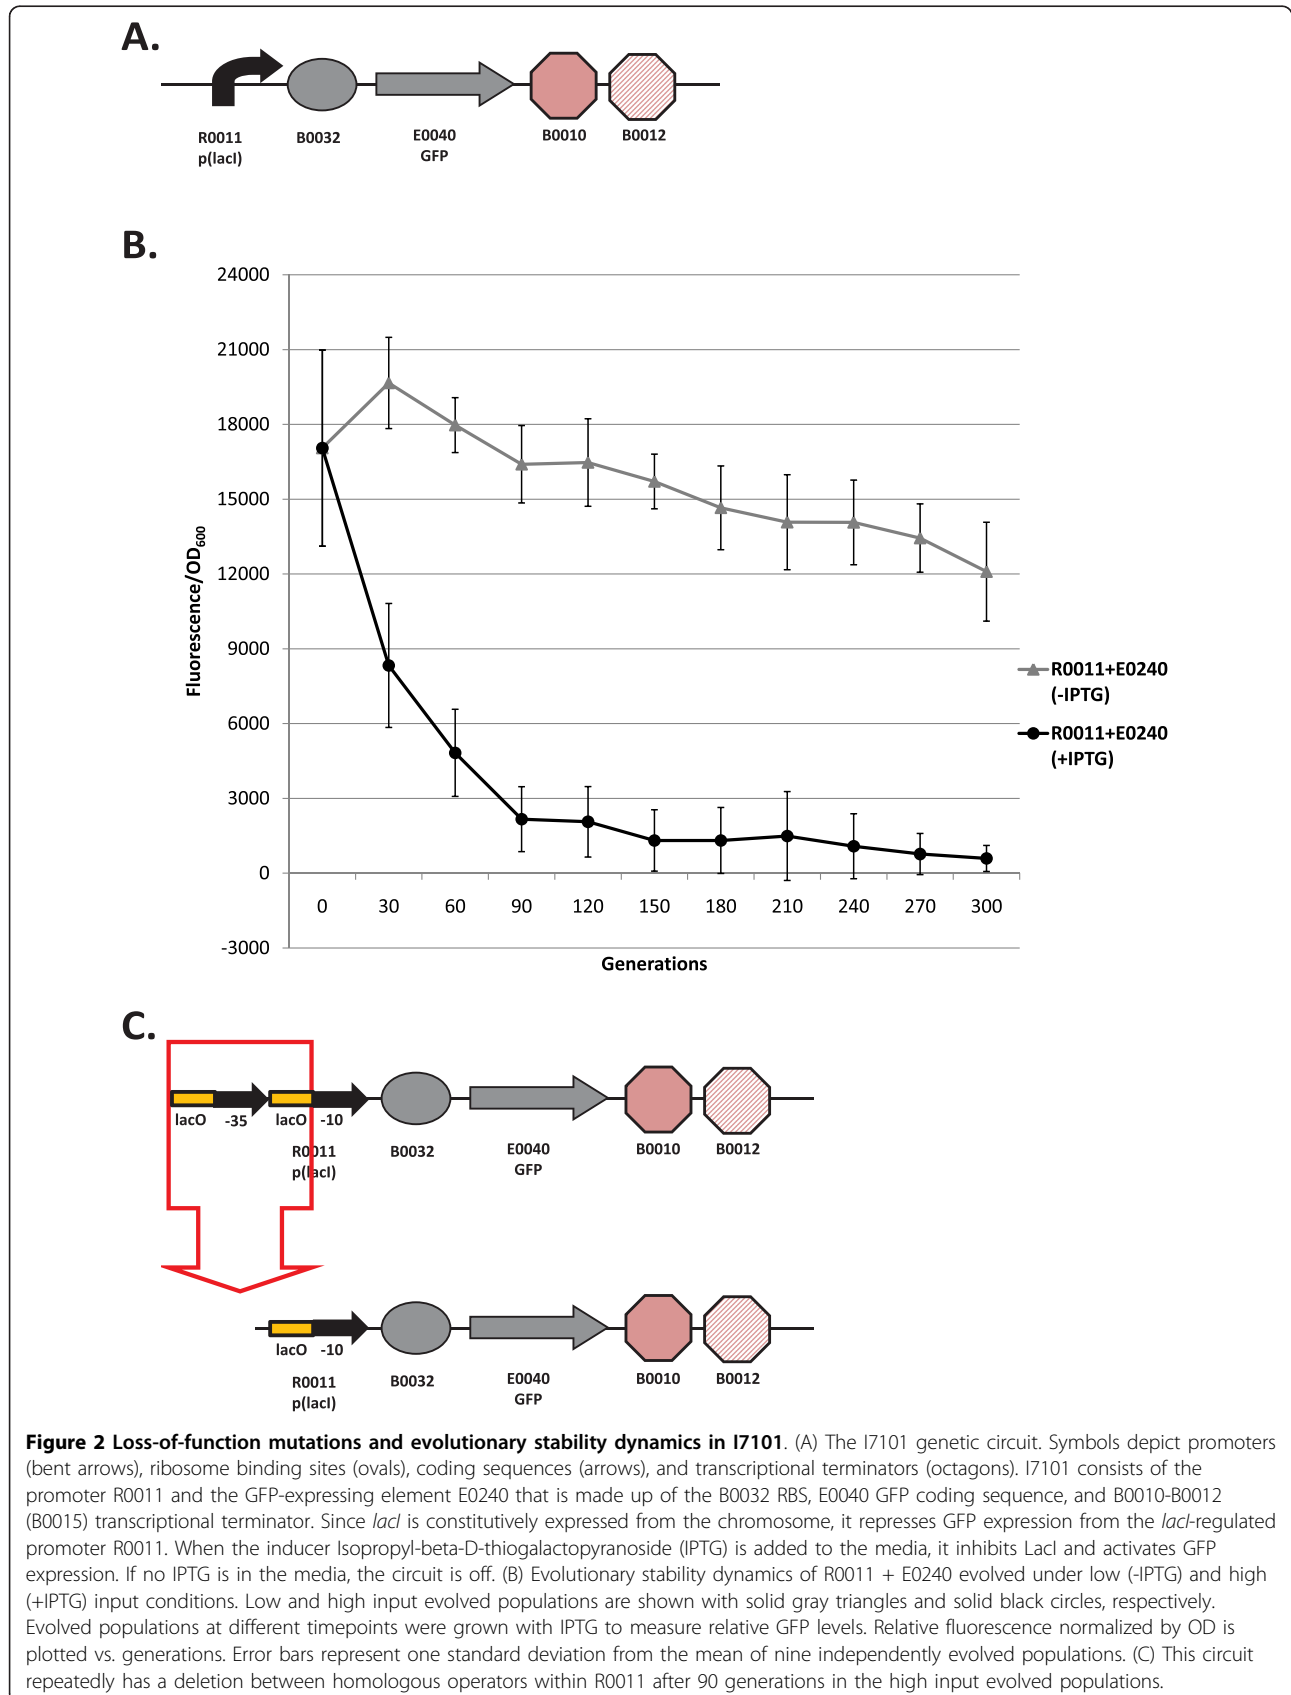 A.
R0011
p(lacI)
B0032
E0040
GFP
B0010
B0012
B.
24000
21000
18000
15000
12000
9000
6000
3000
0
-3000
Fluorescence/OD600
0 30 60 90 120 150 180 210 240 270 300
Generations
R0011+E0240
(-IPTG)
R0011+E0240
(+IPTG)
C.
lacO -35 lacO -10
R0011
p(lacI)
B0032
E0040
GFP
B0010
B0012
lacO -10
R0011
p(lacI)
B0032
E0040
GFP
B0010
B0012
Figure 2 Loss-of-function mutations and evolutionary stability dynamics in I7101. (A) The I7101 genetic circuit. Symbols depict promoters
(bent arrows), ribosome binding sites (ovals), coding sequences (arrows), and transcriptional terminators (octagons). I7101 consists of the
promoter R0011 and the GFP-expressing element E0240 that is made up of the B0032 RBS, E0040 GFP coding sequence, and B0010-B0012
(B0015) transcriptional terminator. Since lacI is constitutively expressed from the chromosome, it represses GFP expression from the lacI-regulated
promoter R0011. When the inducer Isopropyl-beta-D-thiogalactopyranoside (IPTG) is added to the media, it inhibits LacI and activates GFP
expression. If no IPTG is in the media, the circuit is off. (B) Evolutionary stability dynamics of R0011 + E0240 evolved under low (-IPTG) and high
(+IPTG) input conditions. Low and high input evolved populations are shown with solid gray triangles and solid black circles, respectively.
Evolved populations at different timepoints were grown with IPTG to measure relative GFP levels. Relative fluorescence normalized by OD is
plotted vs. generations. Error bars represent one standard deviation from the mean of nine independently evolved populations. (C) This circuit
repeatedly has a deletion between homologous operators within R0011 after 90 generations in the high input evolved populations.